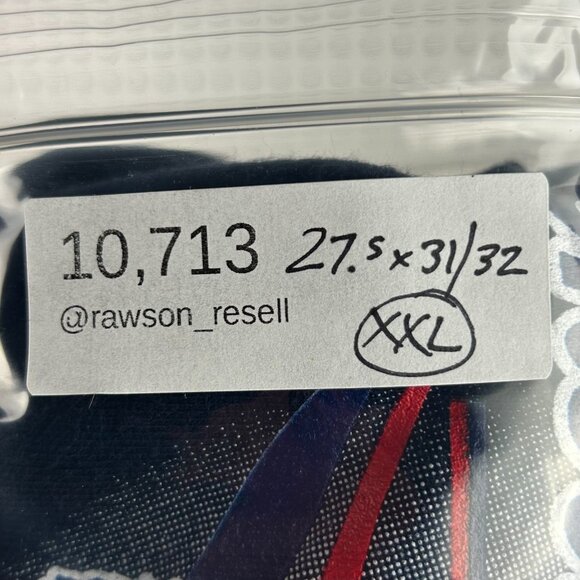 10,713 27.5 x 31/32
@rawson_resell
XXL